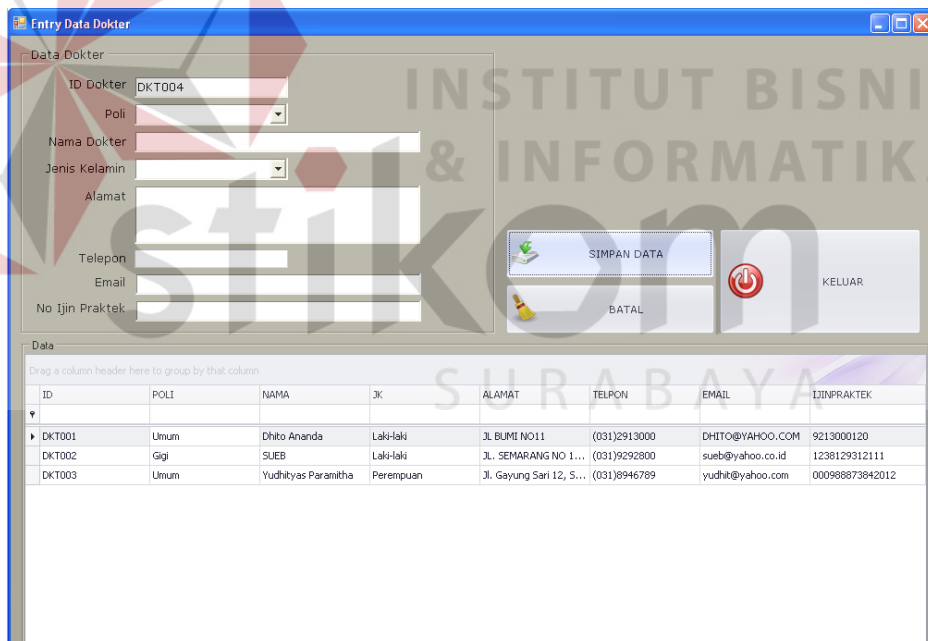 Entry Data Dokter
INSTITUT BISNI
& INFORMATIK
stikom
SURABAYA
Data Dokter
ID Dokter DKT004
Poli
Nama Dokter
Jenis Kelamin
Alamat
Telepon
Email
No Ijin Praktek
SIMPAN DATA
BATAL
KELUAR
Data
Drag a column header here to group by that column
ID POLI NAMA JK ALAMAT TELPON EMAIL IJINPRAKTEK
DKT001 Umum Dhito Ananda Laki-laki JL BUMI NO11 (031)2913000 DHITO@YAHOO.COM 9213000120
DKT002 Gigi SUEB Laki-laki JL. SEMARANG NO 1... (031)9292800 sueb@yahoo.co.id 1238129312111
DKT003 Umum Yudhityas Paramitha Perempuan Jl. Gayung Sari 12, S... (031)8946789 yudhit@yahoo.com 000988873842012